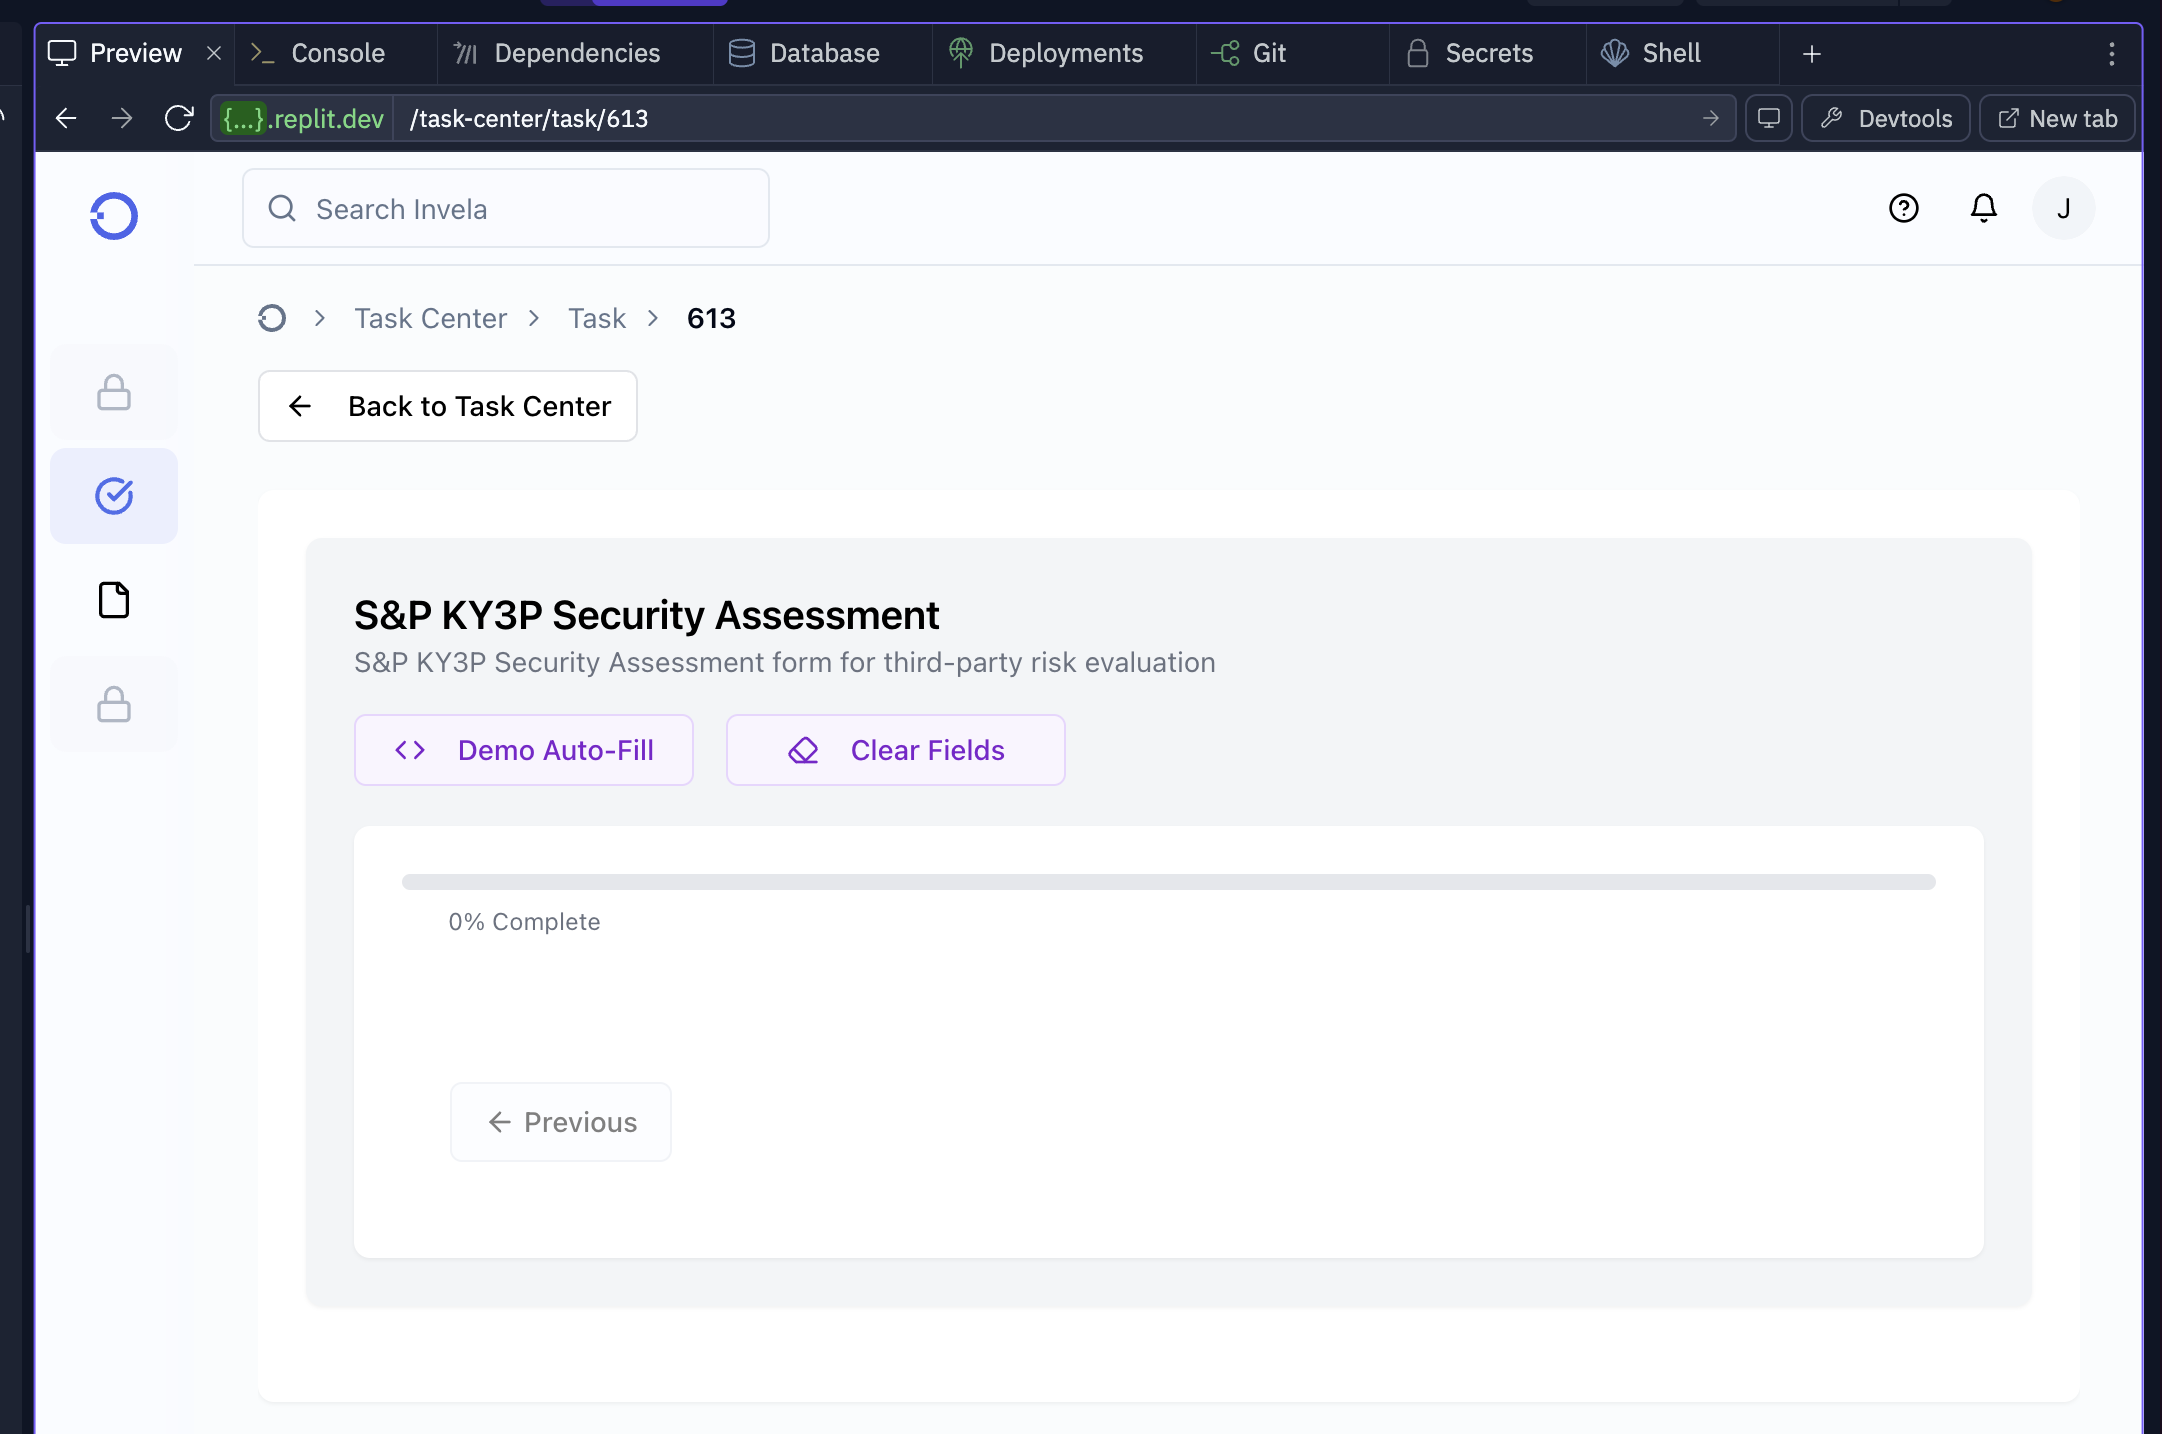 Preview
Console
Dependencies
Database
Deployments
Git
Secrets
Shell
{...}.replit.dev
/task-center/task/613
Devtools
New tab
Search Invela
J
Task Center
Task
613
Back to Task Center
S&P KY3P Security Assessment
S&P KY3P Security Assessment form for third-party risk evaluation
Demo Auto-Fill
Clear Fields
0% Complete
Previous